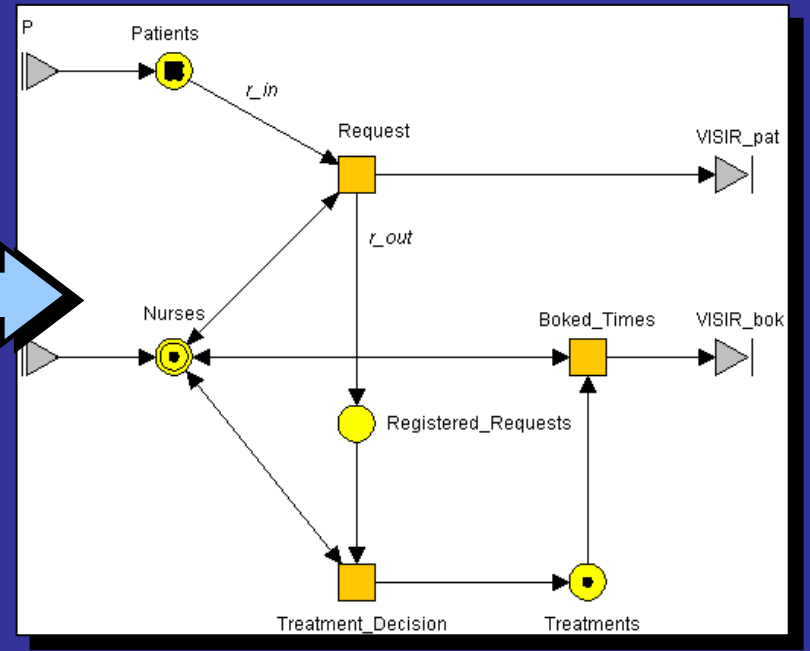 P
Patients
r_in
Request
VISIR_pat
r_out
Nurses
Boked_Times
VISIR_bok
Registered_Requests
Treatment_Decision
Treatments